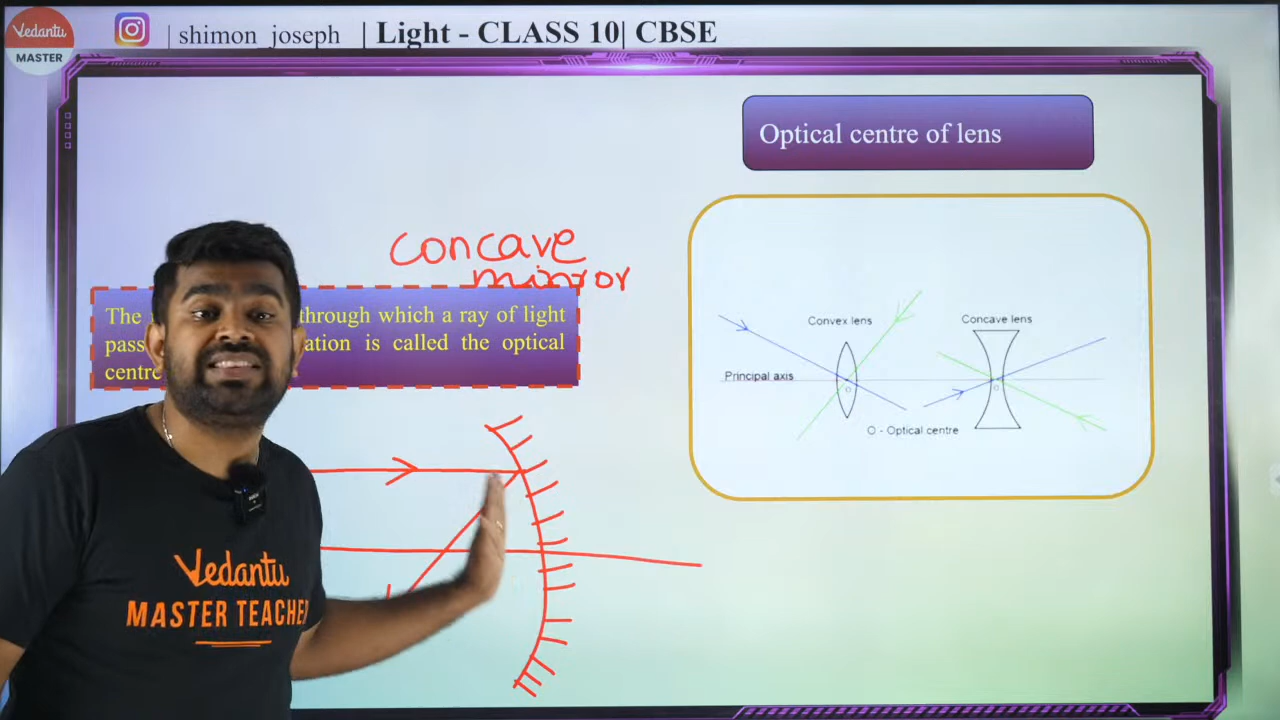 Vedantu
MASTER
| shimon_joseph | Light - CLASS 10| CBSE
Optical centre of lens
concave
mirror
The through which a ray of light
pass ation is called the optical
centre
Convex lens
Concave lens
Principal axis
O
O
O - Optical centre
Vedantu
MASTER TEACHER